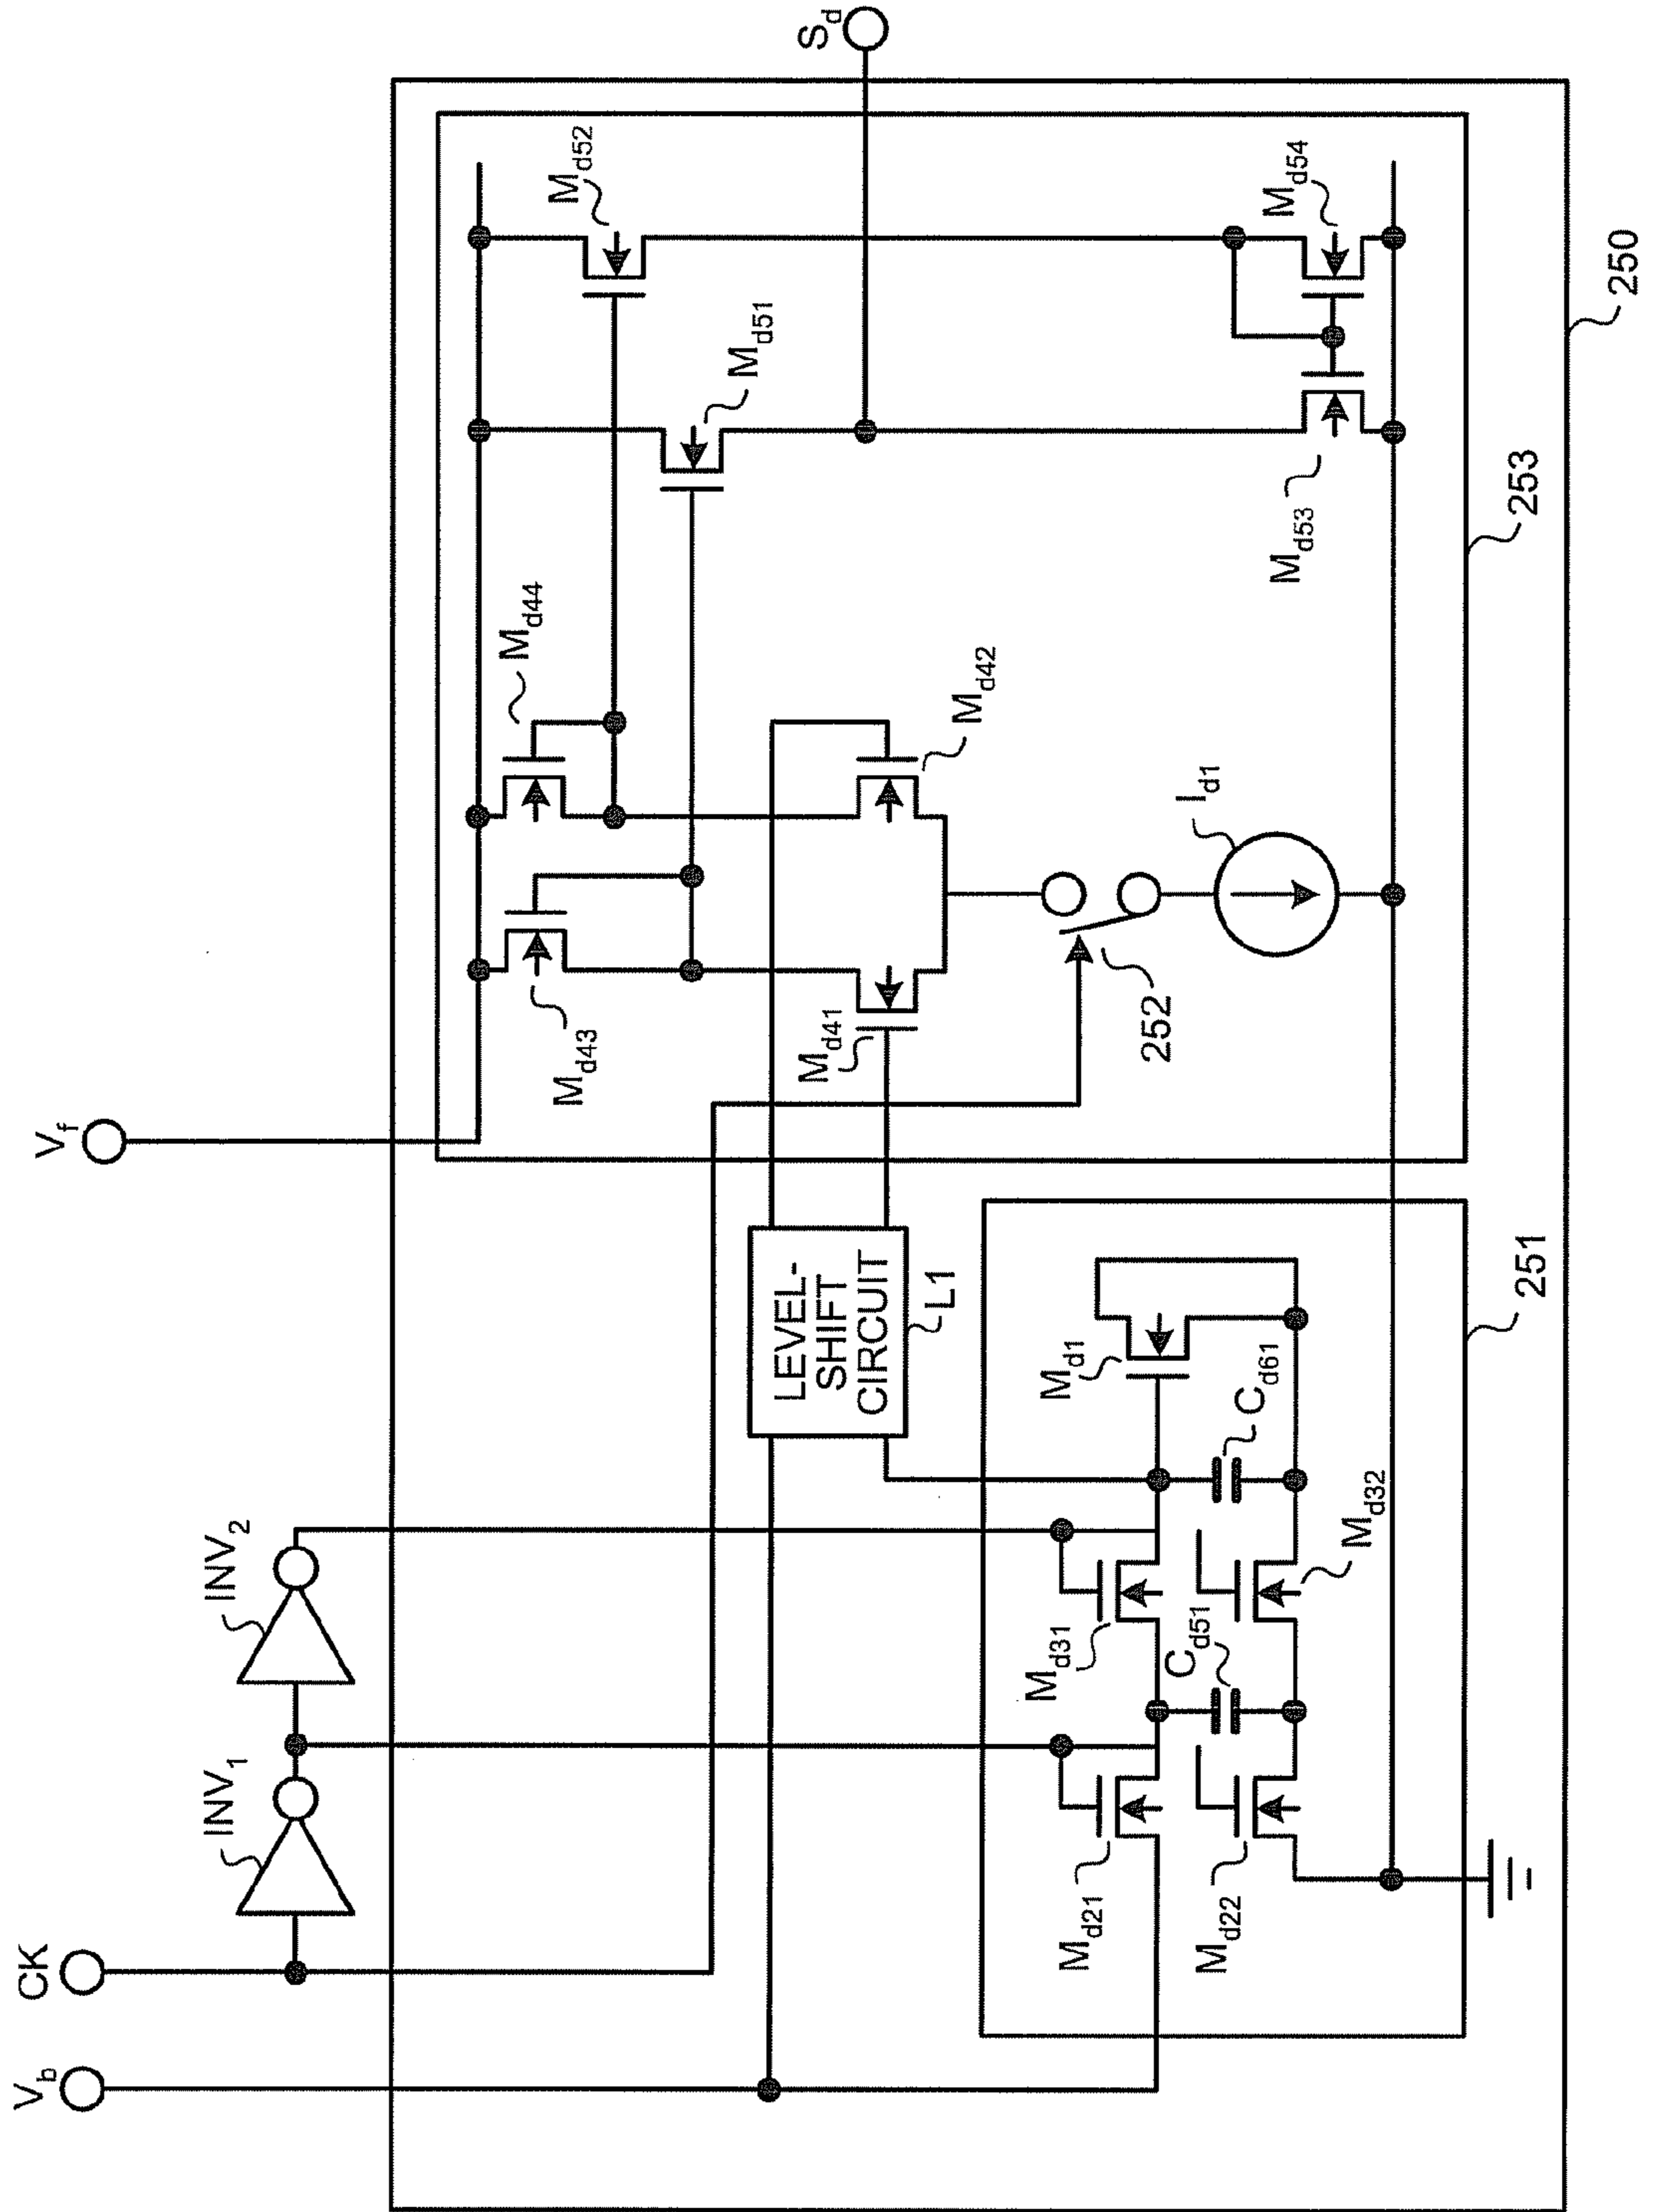 V_b
CK
INV_1
INV_2
V_f
S_d
M_d43
M_d44
M_d51
M_d52
M_d41
M_d42
LEVEL-
SHIFT
CIRCUIT
L1
252
I_d1
M_d53
M_d54
M_d21
M_d22
M_d31
C_d51
M_d32
M_d1
C_d61
251
253
250